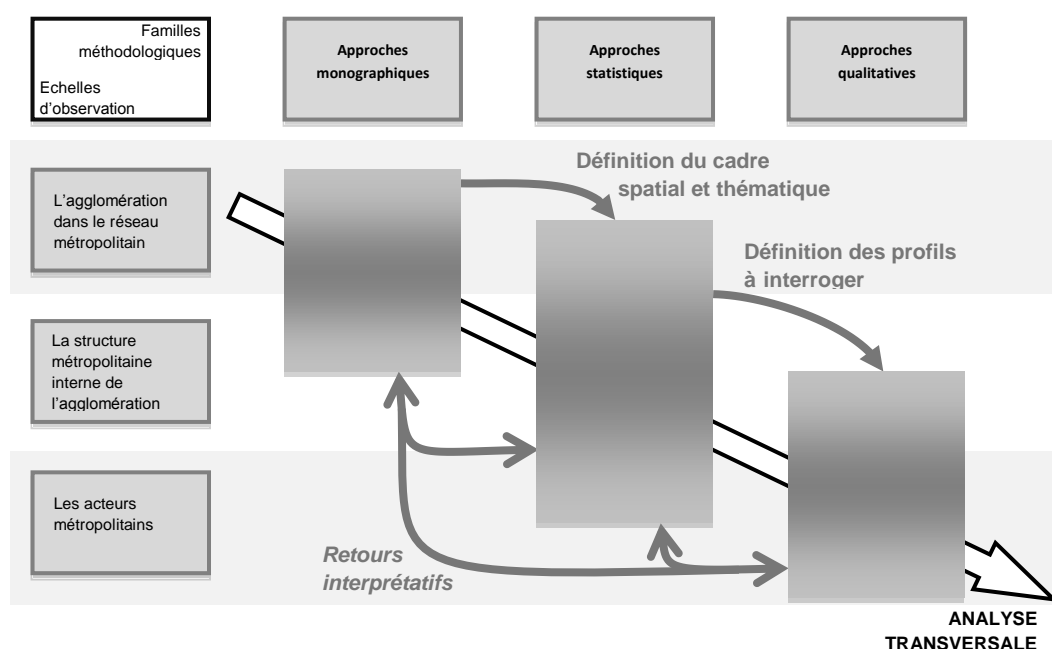 Familles
méthodologiques
Echelles
d'observation
Approches
monographiques
Approches
statistiques
Approches
qualitatives
Définition du cadre
spatial et thématique
L'agglomération
dans le réseau
métropolitain
Définition des profils
à interroger
La structure
métropolitaine
interne de
l'agglomération
Les acteurs
métropolitains
Retours
interprétatifs
ANALYSE
TRANSVERSALE